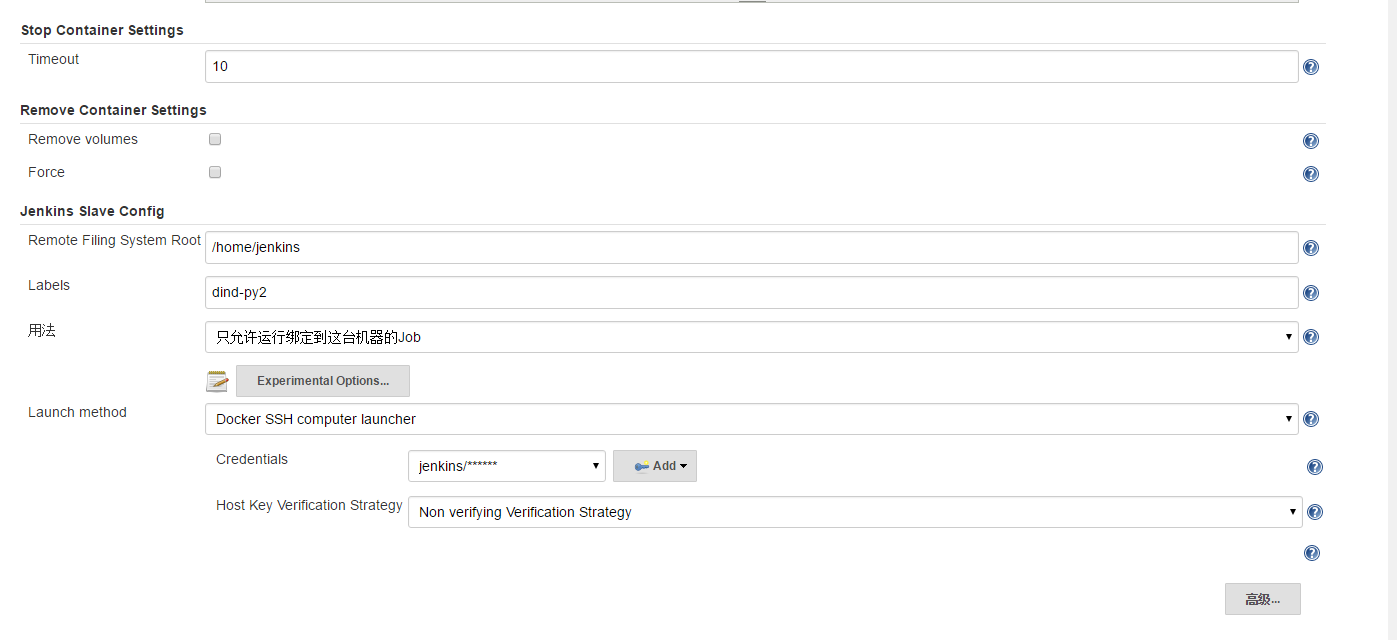 Stop Container Settings
Timeout
10
Remove Container Settings
Remove volumes
Force
Jenkins Slave Config
Remote Filing System Root
/home/jenkins
Labels
dind-py2
用法
只允许运行绑定到这台机器的Job
Experimental Options...
Launch method
Docker SSH computer launcher
Credentials
jenkins/******
Add
Host Key Verification Strategy
Non verifying Verification Strategy
高级...